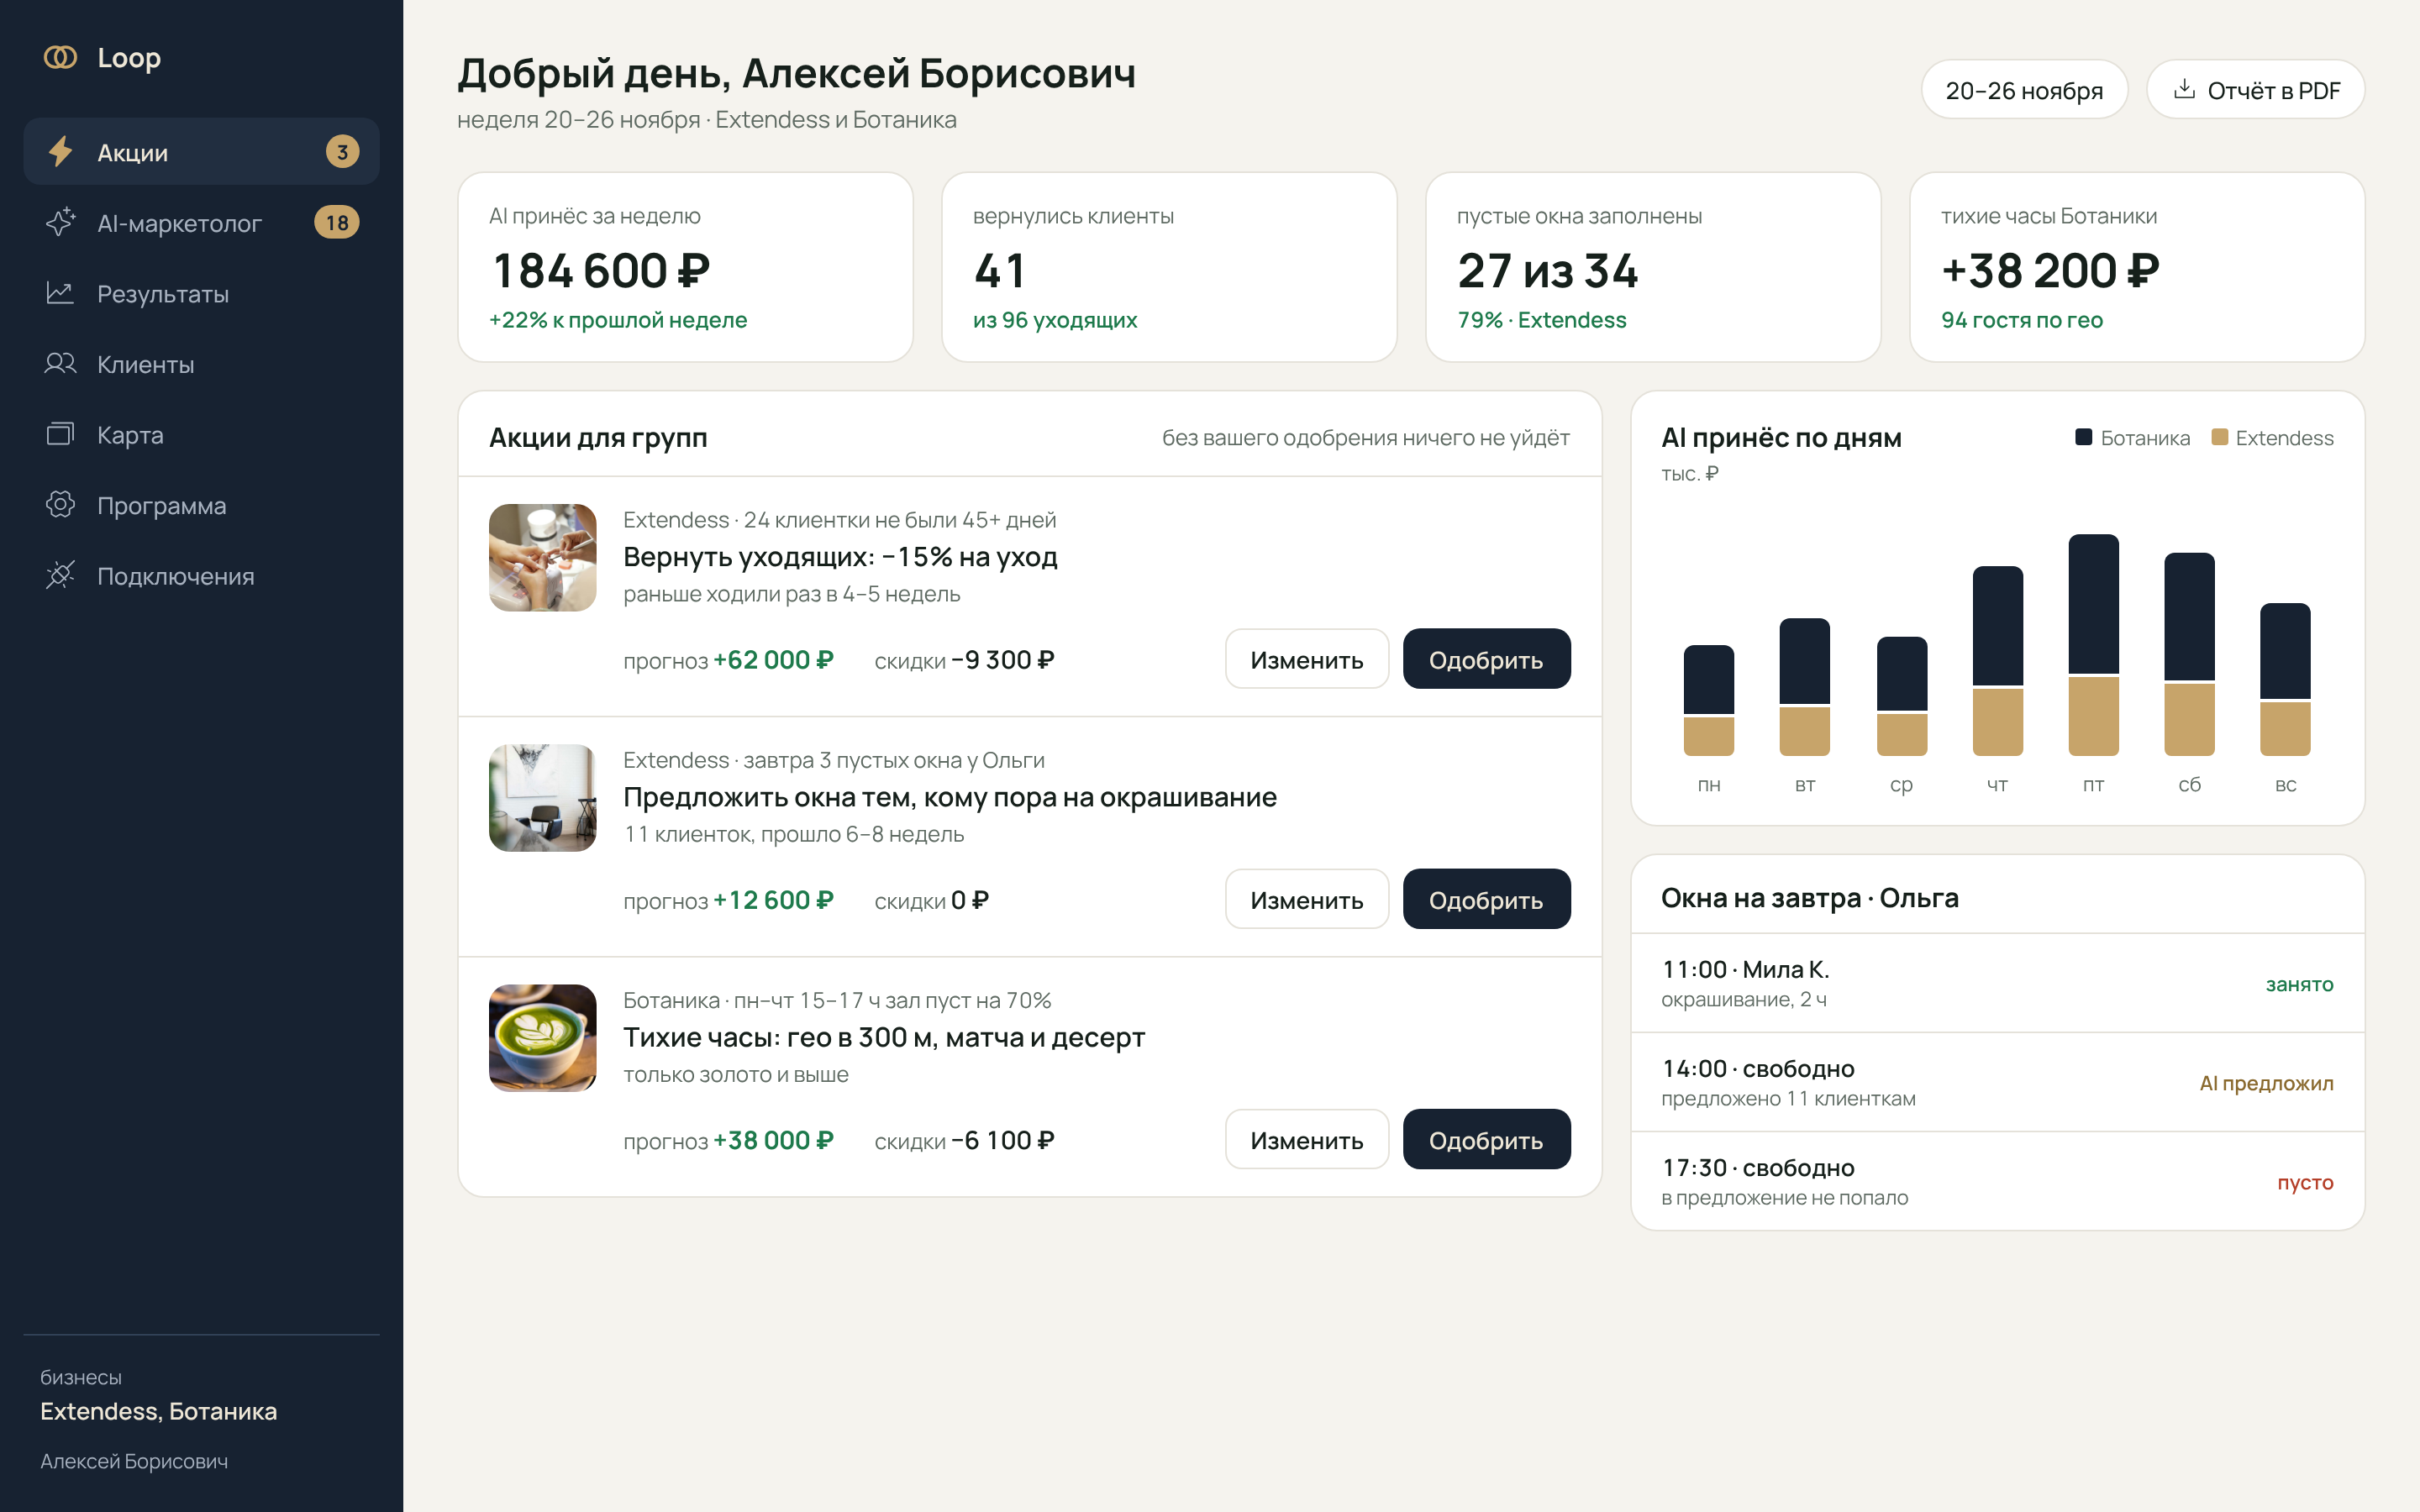 Loop
Акции 3
AI-маркетолог 18
Результаты
Клиенты
Карта
Программа
Подключения
бизнесы
Extendess, Ботаника
Алексей Борисович
Добрый день, Алексей Борисович
неделя 20–26 ноября · Extendess и Ботаника
20–26 ноября
Отчёт в PDF
AI принёс за неделю
184 600 ₽
+22% к прошлой неделе
вернулись клиенты
41
из 96 уходящих
пустые окна заполнены
27 из 34
79% · Extendess
тихие часы Ботаники
+38 200 ₽
94 гостя по гео
Акции для групп
без вашего одобрения ничего не уйдёт
Extendess · 24 клиентки не были 45+ дней
Вернуть уходящих: −15% на уход
раньше ходили раз в 4–5 недель
прогноз +62 000 ₽ скидки −9 300 ₽
Изменить
Одобрить
Extendess · завтра 3 пустых окна у Ольги
Предложить окна тем, кому пора на окрашивание
11 клиенток, прошло 6–8 недель
прогноз +12 600 ₽ скидки 0 ₽
Изменить
Одобрить
Ботаника · пн–чт 15–17 ч зал пуст на 70%
Тихие часы: гео в 300 м, матча и десерт
только золото и выше
прогноз +38 000 ₽ скидки −6 100 ₽
Изменить
Одобрить
AI принёс по дням
тыс. ₽
Ботаника
Extendess
пн вт ср чт пт сб вс
Окна на завтра · Ольга
11:00 · Мила К.
окрашивание, 2 ч
занято
14:00 · свободно
предложено 11 клиенткам
AI предложил
17:30 · свободно
в предложение не попало
пусто